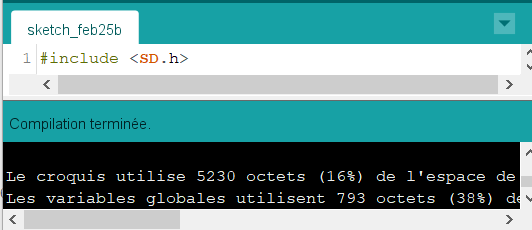 sketch_feb25b
1 #include <SD.h>
Compilation terminée.
Le croquis utilise 5230 octets (16%) de l'espace de
Les variables globales utilisent 793 octets (38%) de